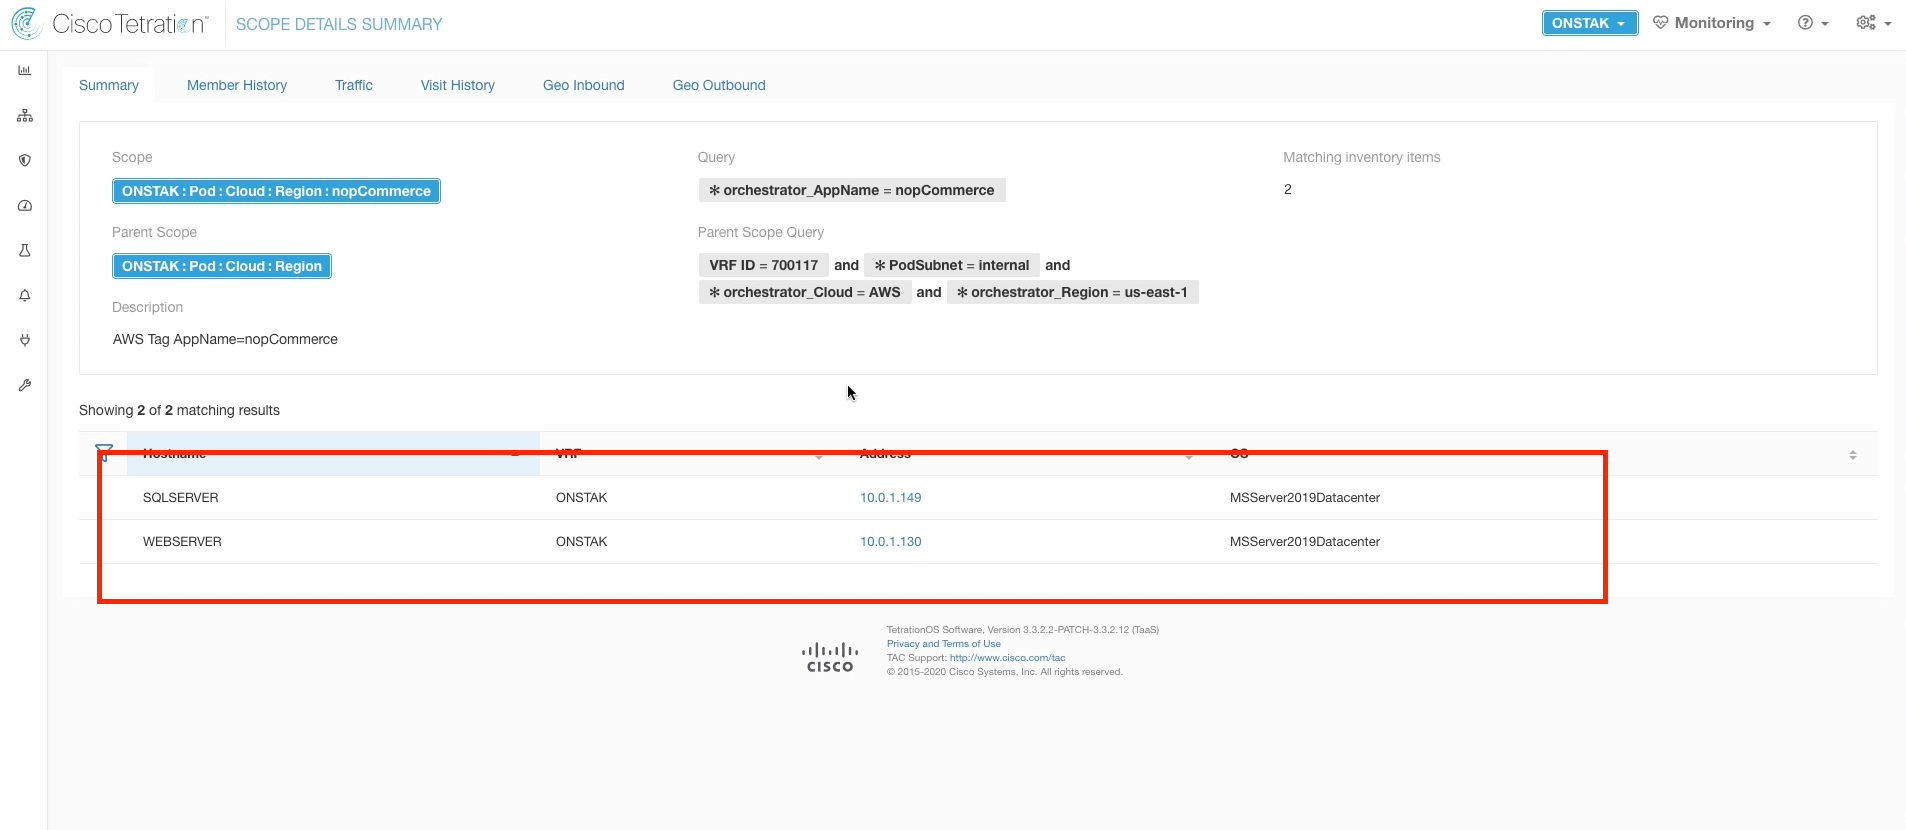 Cisco Tetration™ SCOPE DETAILS SUMMARY ONSTAK Monitoring
Summary Member History Traffic Visit History Geo Inbound Geo Outbound
Scope Query Matching inventory items
ONSTAK : Pod : Cloud : Region : nopCommerce ✻ orchestrator_AppName = nopCommerce 2
Parent Scope Parent Scope Query
ONSTAK : Pod : Cloud : Region VRF ID = 700117 and ✻ PodSubnet = internal and
✻ orchestrator_Cloud = AWS and ✻ orchestrator_Region = us-east-1
Description
AWS Tag AppName=nopCommerce
Showing 2 of 2 matching results
Hostname VRF Address OS
SQLSERVER ONSTAK 10.0.1.149 MSServer2019Datacenter
WEBSERVER ONSTAK 10.0.1.130 MSServer2019Datacenter
TetrationOS Software, Version 3.3.2.2-PATCH-3.3.2.12 (TaaS)
Privacy and Terms of Use
TAC Support: http://www.cisco.com/tac
© 2015-2020 Cisco Systems, Inc. All rights reserved.
CISCO